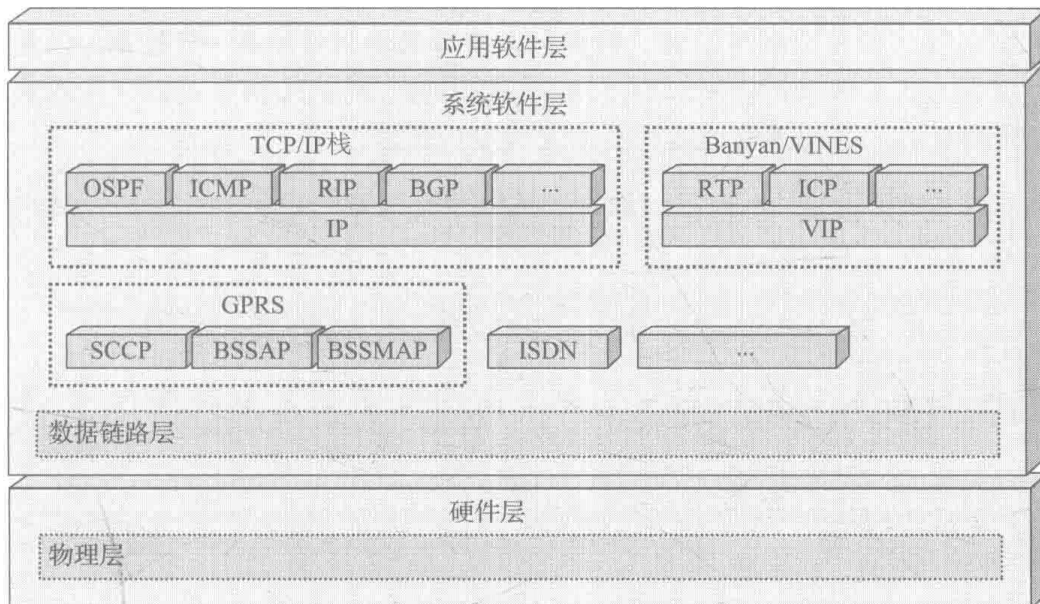 应用软件层
系统软件层
TCP/IP栈
Banyan/VINES
OSPF ICMP RIP BGP ...
RTP ICP ...
IP
VIP
GPRS
SCCP BSSAP BSSMAP
ISDN ...
数据链路层
硬件层
物理层